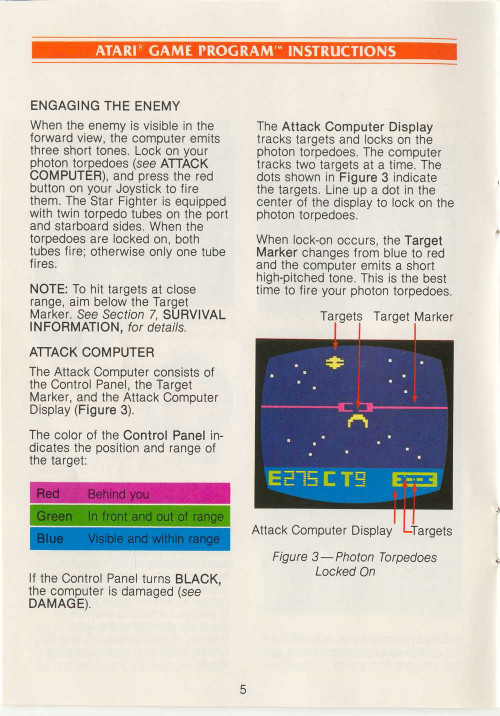 ATARI® GAME PROGRAM™ INSTRUCTIONS
ENGAGING THE ENEMY
When the enemy is visible in the
forward view, the computer emits
three short tones. Lock on your
photon torpedoes (see ATTACK
COMPUTER), and press the red
button on your Joystick to fire
them. The Star Fighter is equipped
with twin torpedo tubes on the port
and starboard sides. When the
torpedoes are locked on, both
tubes fire; otherwise only one tube
fires.
NOTE: To hit targets at close
range, aim below the Target
Marker. See Section 7, SURVIVAL
INFORMATION, for details.
ATTACK COMPUTER
The Attack Computer consists of
the Control Panel, the Target
Marker, and the Attack Computer
Display (Figure 3).
The color of the Control Panel in-
dicates the position and range of
the target:
Red Behind you
Green In front and out of range
Blue Visible and within range
If the Control Panel turns BLACK,
the computer is damaged (see
DAMAGE).
The Attack Computer Display
tracks targets and locks on the
photon torpedoes. The computer
tracks two targets at a time. The
dots shown in Figure 3 indicate
the targets. Line up a dot in the
center of the display to lock on the
photon torpedoes.
When lock-on occurs, the Target
Marker changes from blue to red
and the computer emits a short
high-pitched tone. This is the best
time to fire your photon torpedoes.
Targets Target Marker
E275 C T9
Attack Computer Display Targets
Figure 3—Photon Torpedoes
Locked On
5